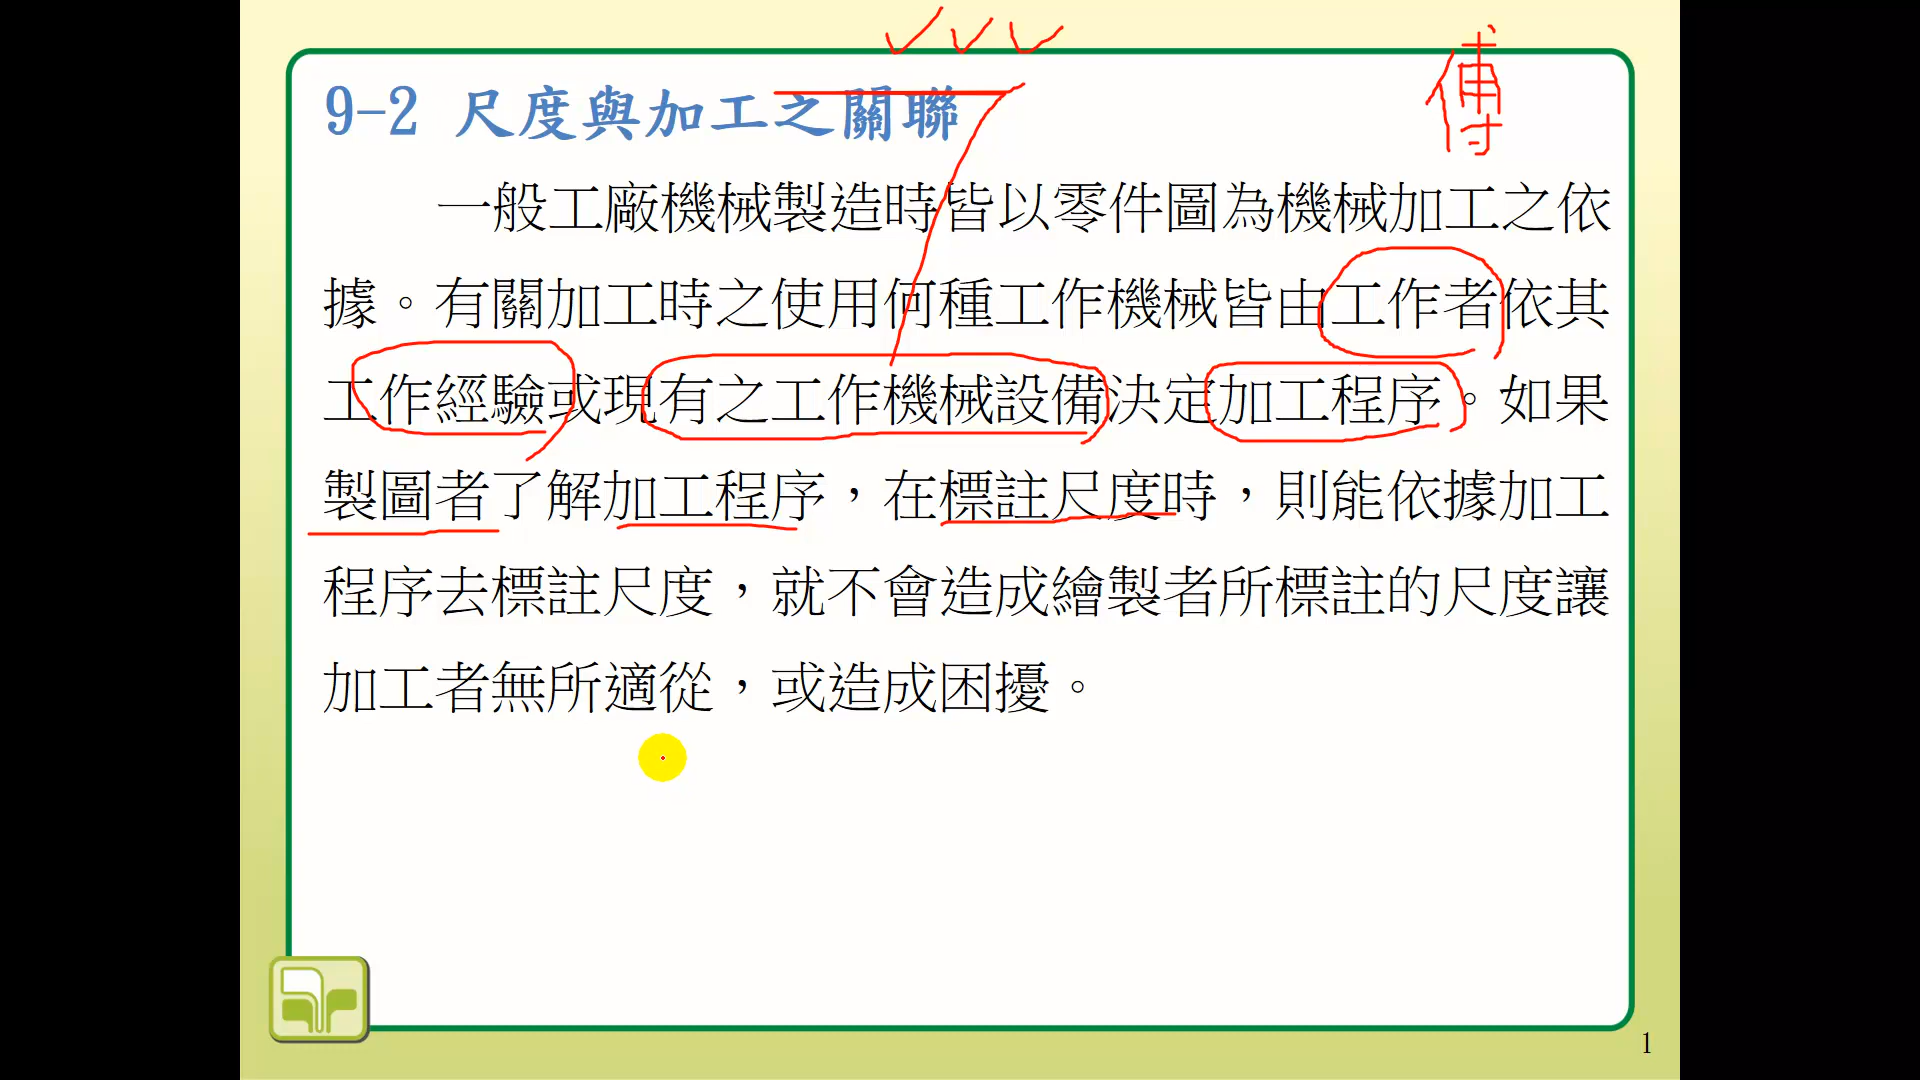 傅
9-2 尺度與加工之關聯
一般工廠機械製造時皆以零件圖為機械加工之依
據。有關加工時之使用何種工作機械皆由工作者依其
工作經驗或現有之工作機械設備決定加工程序。如果
製圖者了解加工程序，在標註尺度時，則能依據加工
程序去標註尺度，就不會造成繪製者所標註的尺度讓
加工者無所適從，或造成困擾。
1